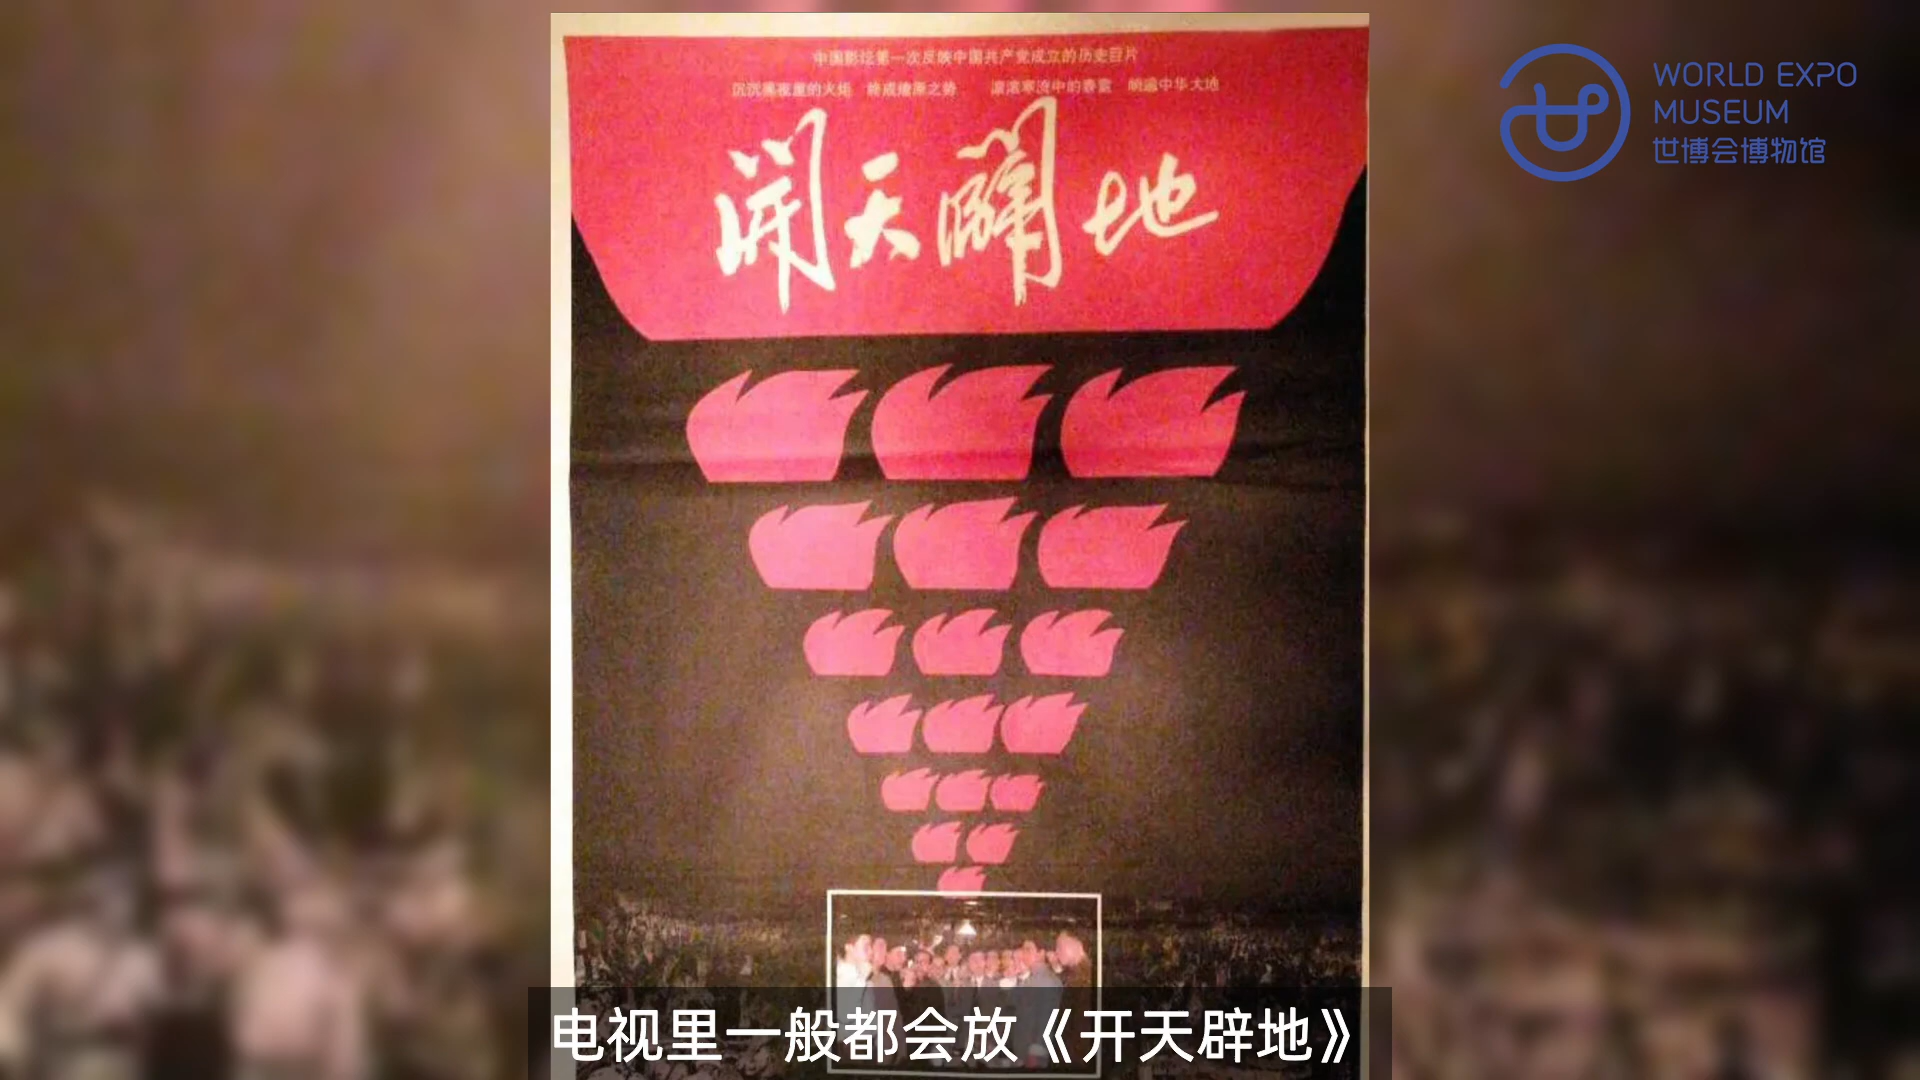 中国影坛第一次反映中国共产党成立的历史巨片
沉沉黑夜里的火炬 终成燎原之势 滚滚寒流中的春雷 响遍中华大地
開天闢地
WORLD EXPO
MUSEUM
世博会博物馆
电视里一般都会放《开天辟地》